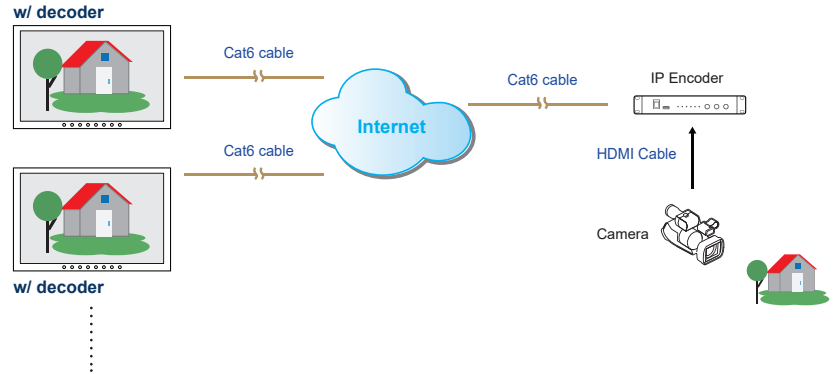 w/ decoder
Cat6 cable
Cat6 cable
IP Encoder
Internet
Cat6 cable
HDMI Cable
Camera
w/ decoder